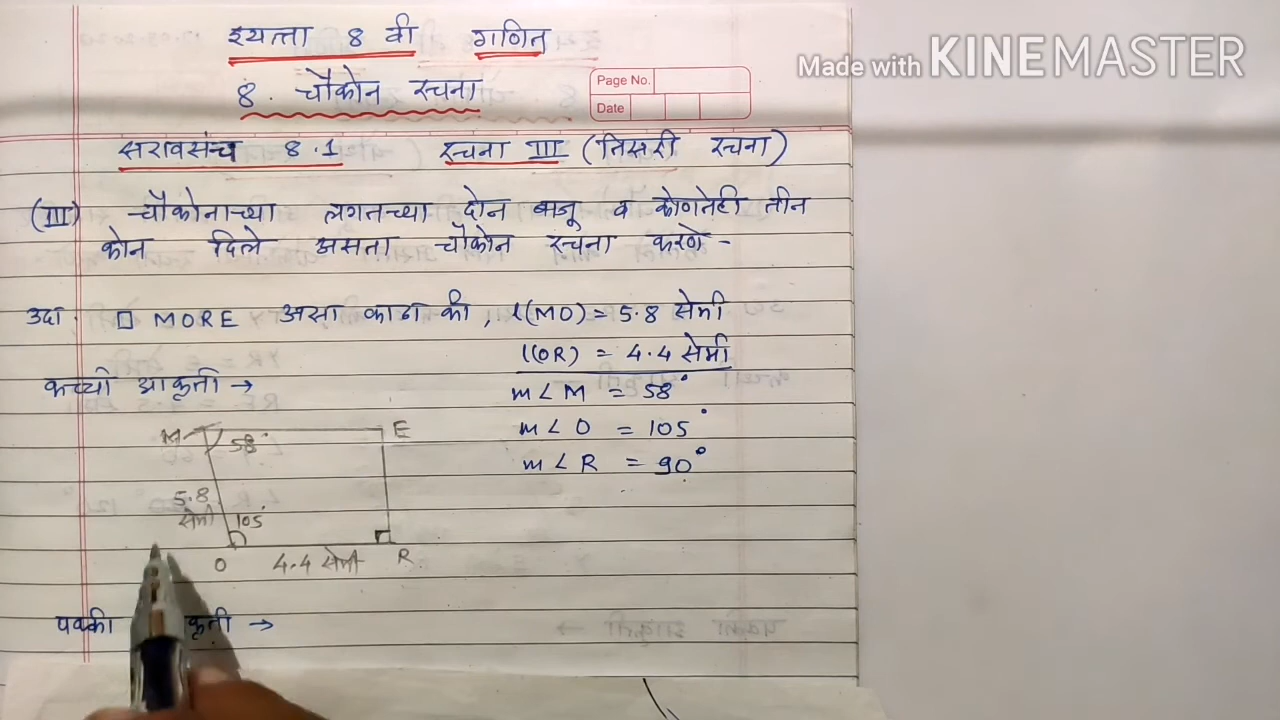 Made with KINEMASTER
इयत्ता 8 वी गणित
8. चौकोन रचना
Page No.
Date
सरावसंच 8.1 रचना III (तिसरी रचना)
(III) चौकोनाच्या लगतच्या दोन बाजू व कोणतेही तीन
कोन दिले असता चौकोन रचना करणे -
उदा. □ MORE असा काढा की, l(MO) = 5.8 सेमी
l(OR) = 4.4 सेमी
कच्ची आकृती →
m∠M = 58°
m∠O = 105°
m∠R = 90°
M 58° E
5.8
सेमी 105°
O 4.4 सेमी R
पक्की कृती →